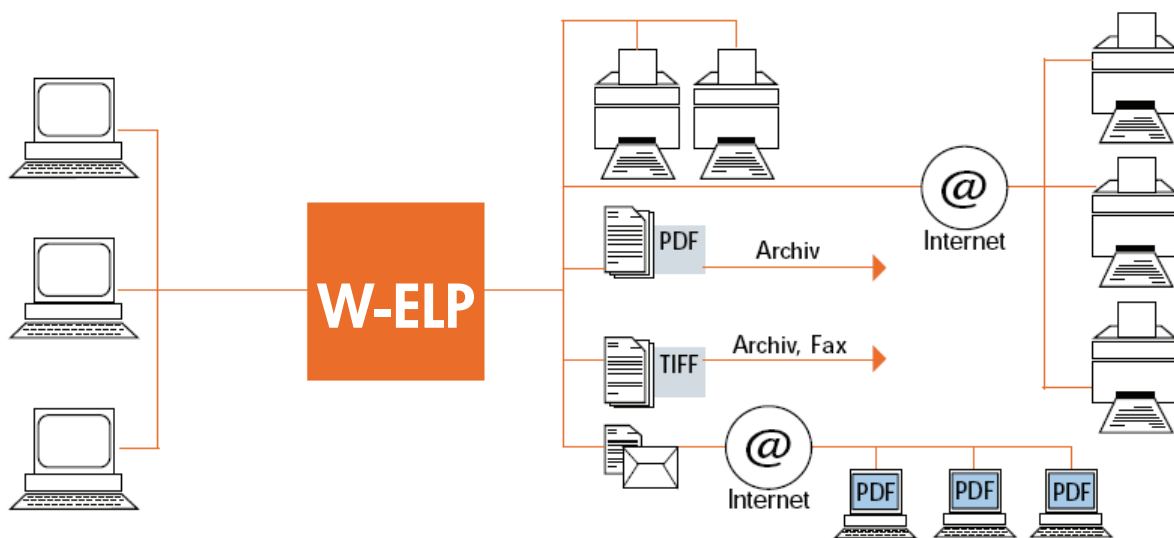 @
Internet
PDF
Archiv
W-ELP
TIFF
Archiv, Fax
@
Internet
PDF
PDF
PDF